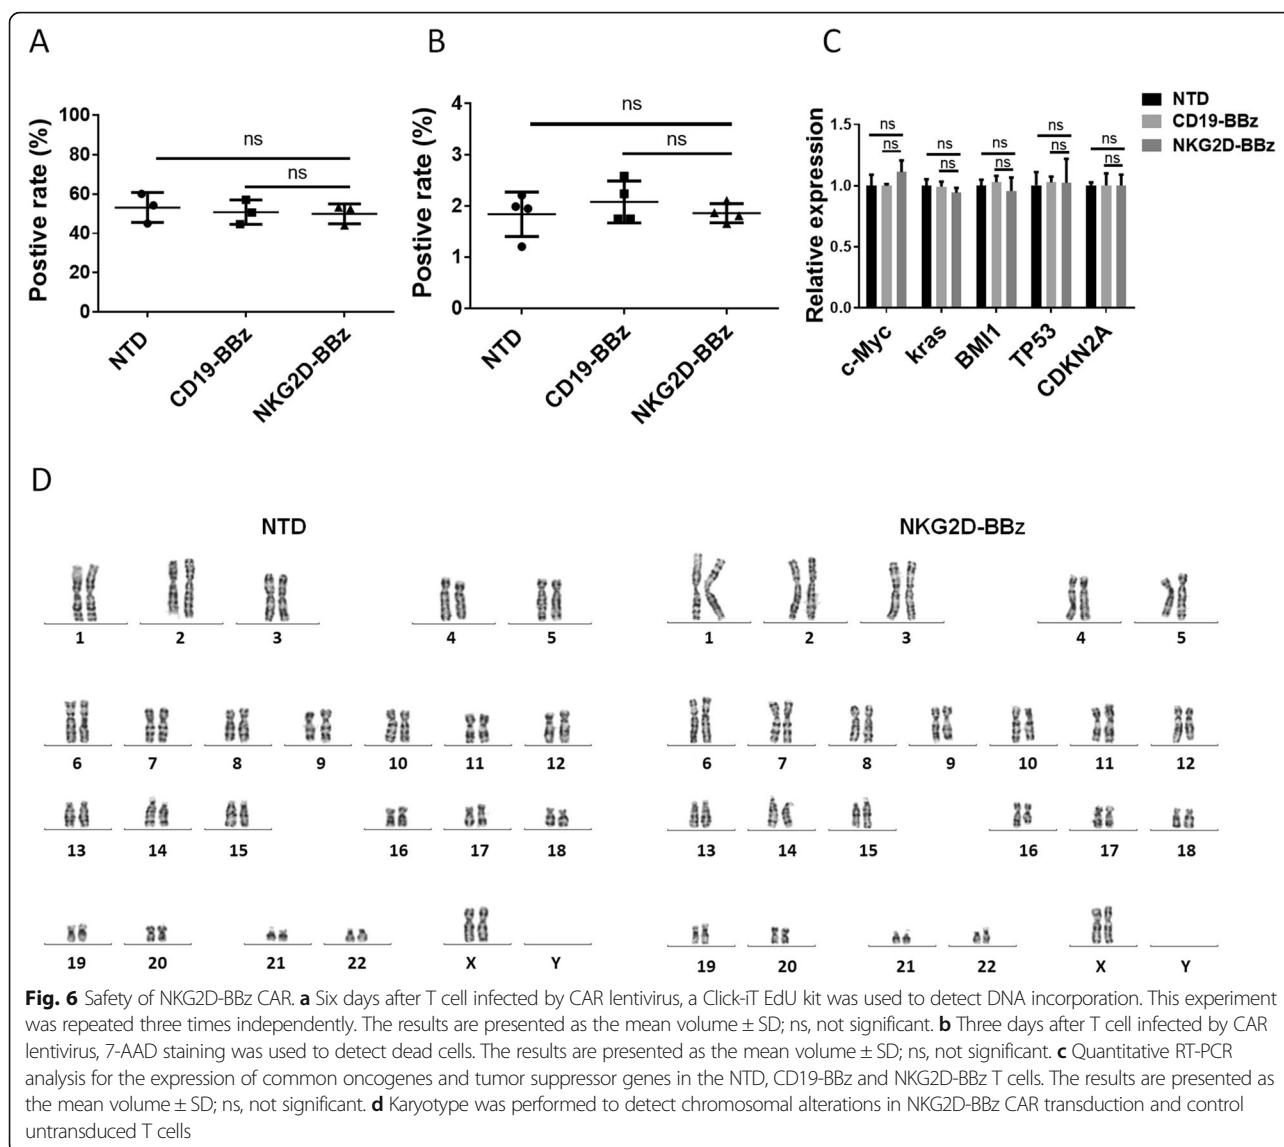 A
B
C
Postive rate (%)
100
80
60
40
20
0
ns
ns
NTD
CD19-BBz
NKG2D-BBz
Postive rate (%)
4
3
2
1
0
ns
ns
NTD
CD19-BBz
NKG2D-BBz
NTD
CD19-BBz
NKG2D-BBz
Relative expression
1.5
1.0
0.5
0.0
ns ns ns ns ns
ns ns ns ns ns
c-Myc
kras
BMI1
TP53
CDKN2A
D
NTD
1 2 3 4 5
6 7 8 9 10 11 12
13 14 15 16 17 18
19 20 21 22 X Y
NKG2D-BBz
1 2 3 4 5
6 7 8 9 10 11 12
13 14 15 16 17 18
19 20 21 22 X Y
Fig. 6 Safety of NKG2D-BBz CAR. a Six days after T cell infected by CAR lentivirus, a Click-iT EdU kit was used to detect DNA incorporation. This experiment
was repeated three times independently. The results are presented as the mean volume ± SD; ns, not significant. b Three days after T cell infected by CAR
lentivirus, 7-AAD staining was used to detect dead cells. The results are presented as the mean volume ± SD; ns, not significant. c Quantitative RT-PCR
analysis for the expression of common oncogenes and tumor suppressor genes in the NTD, CD19-BBz and NKG2D-BBz T cells. The results are presented as
the mean volume ± SD; ns, not significant. d Karyotype was performed to detect chromosomal alterations in NKG2D-BBz CAR transduction and control
untransduced T cells